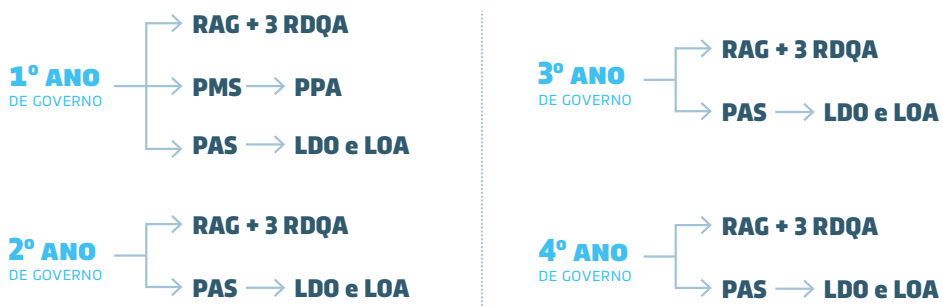 1º ANO
DE GOVERNO
RAG + 3 RDQA
PMS PPA
PAS LDO e LOA
2º ANO
DE GOVERNO
RAG + 3 RDQA
PAS LDO e LOA
3º ANO
DE GOVERNO
RAG + 3 RDQA
PAS LDO e LOA
4º ANO
DE GOVERNO
RAG + 3 RDQA
PAS LDO e LOA